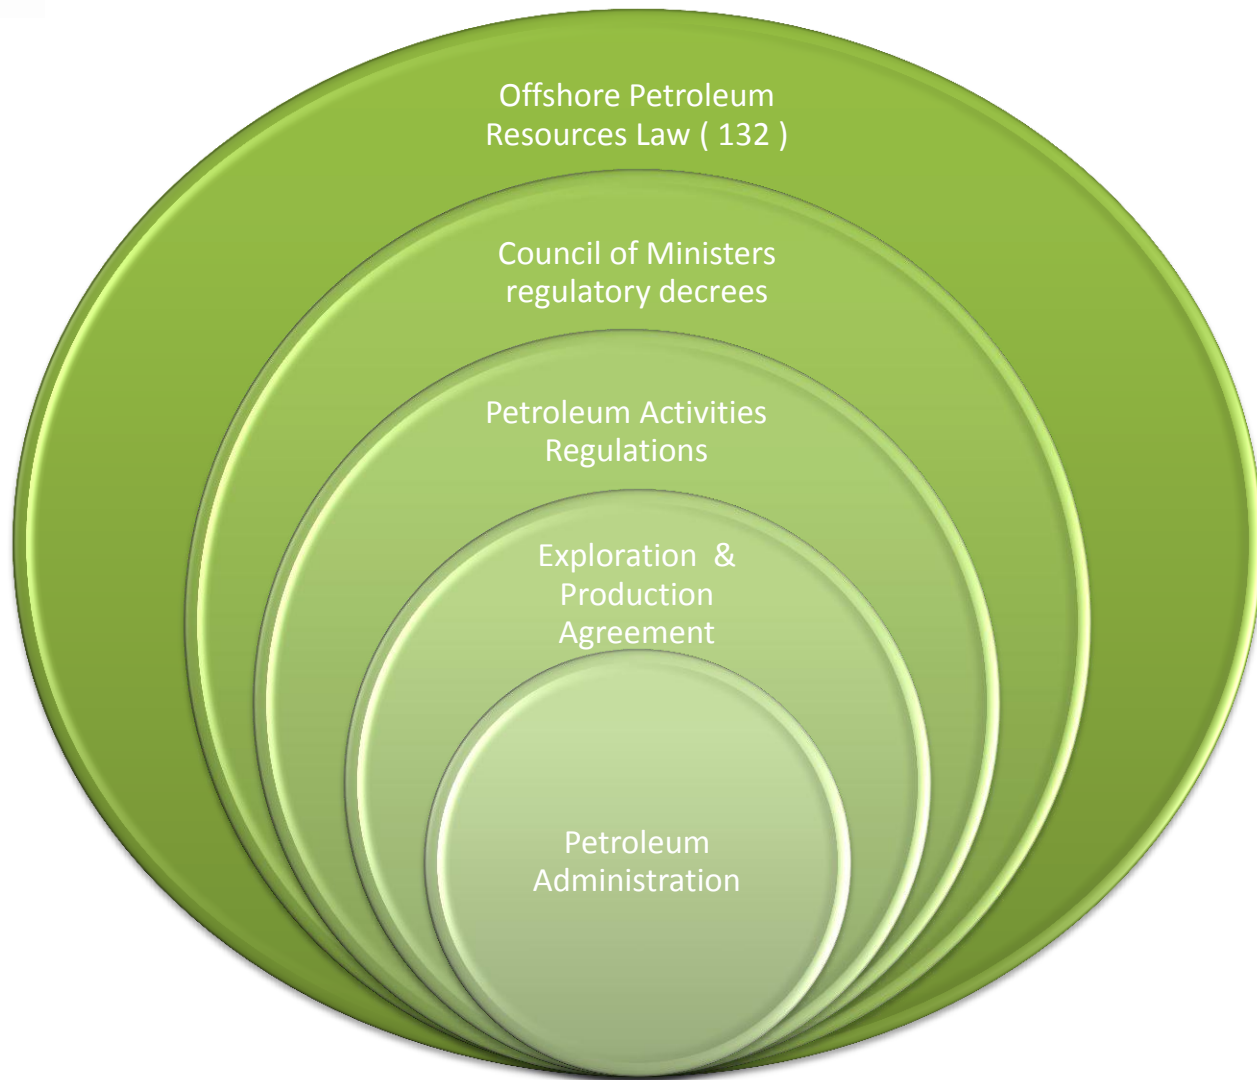 Offshore Petroleum
Resources Law ( 132 )
Council of Ministers
regulatory decrees
Petroleum Activities
Regulations
Exploration  &
Production
Agreement
Petroleum
Administration